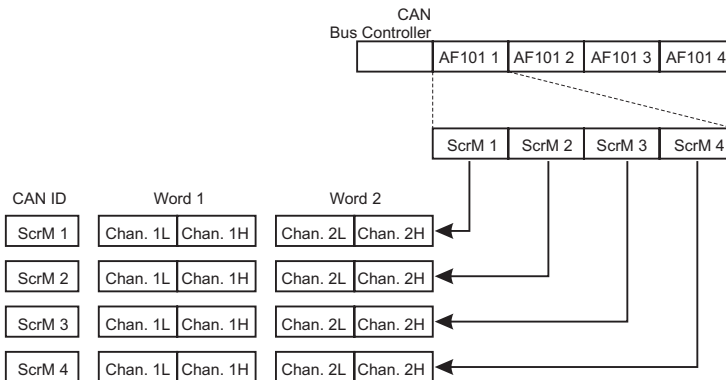 CAN
Bus Controller
AF101 1 AF101 2 AF101 3 AF101 4
ScrM 1 ScrM 2 ScrM 3 ScrM 4
CAN ID Word 1 Word 2
ScrM 1 Chan. 1L Chan. 1H Chan. 2L Chan. 2H
ScrM 2 Chan. 1L Chan. 1H Chan. 2L Chan. 2H
ScrM 3 Chan. 1L Chan. 1H Chan. 2L Chan. 2H
ScrM 4 Chan. 1L Chan. 1H Chan. 2L Chan. 2H